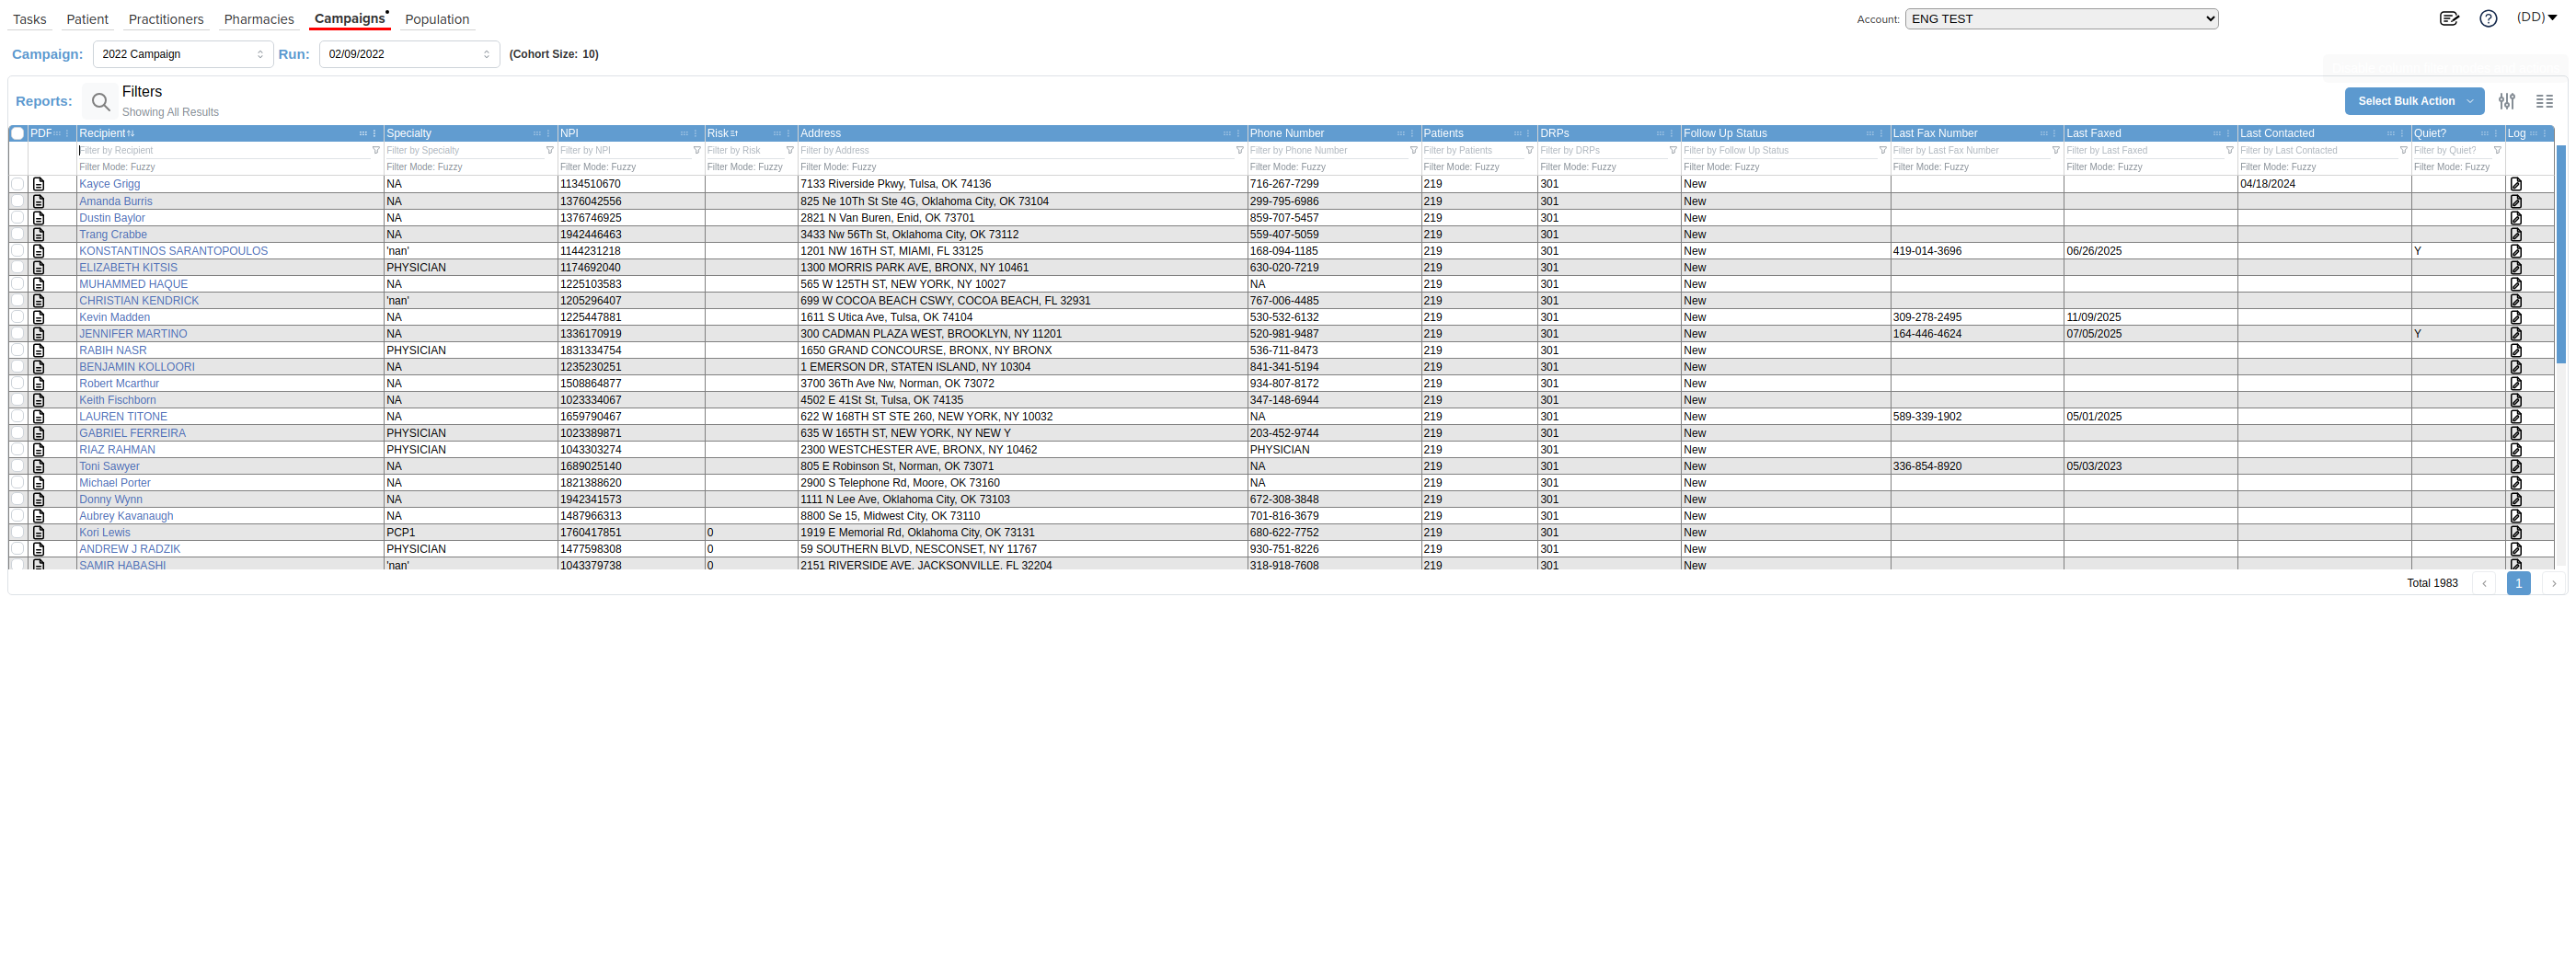 Tasks Patient Practitioners Pharmacies Campaigns Population Account: ENG TEST (DD)
Campaign: 2022 Campaign Run: 02/09/2022 (Cohort Size: 10)
Reports: Filters
Showing All Results
Select Bulk Action
PDF Recipient Specialty NPI Risk Address Phone Number Patients DRPs Follow Up Status Last Fax Number Last Faxed Last Contacted Quiet? Log
Filter by Recipient Filter by Specialty Filter by NPI Filter by Risk Filter by Address Filter by Phone Number Filter by Patients Filter by DRPs Filter by Follow Up Status Filter by Last Fax Number Filter by Last Faxed Filter by Last Contacted Filter by Quiet?
Filter Mode: Fuzzy Filter Mode: Fuzzy Filter Mode: Fuzzy Filter Mode: Fuzzy Filter Mode: Fuzzy Filter Mode: Fuzzy Filter Mode: Fuzzy Filter Mode: Fuzzy Filter Mode: Fuzzy Filter Mode: Fuzzy Filter Mode: Fuzzy Filter Mode: Fuzzy Filter Mode: Fuzzy
Kayce Grigg NA 1134510670 7133 Riverside Pkwy, Tulsa, OK 74136 716-267-7299 219 301 New 04/18/2024
Amanda Burris NA 1376042556 825 Ne 10Th St Ste 4G, Oklahoma City, OK 73104 299-795-6986 219 301 New
Dustin Baylor NA 1376746925 2821 N Van Buren, Enid, OK 73701 859-707-5457 219 301 New
Trang Crabbe NA 1942446463 3433 Nw 56Th St, Oklahoma City, OK 73112 559-407-5059 219 301 New
KONSTANTINOS SARANTOPOULOS 'nan' 1144231218 1201 NW 16TH ST, MIAMI, FL 33125 168-094-1185 219 301 New 419-014-3696 06/26/2025 Y
ELIZABETH KITSIS PHYSICIAN 1174692040 1300 MORRIS PARK AVE, BRONX, NY 10461 630-020-7219 219 301 New
MUHAMMED HAQUE NA 1225103583 565 W 125TH ST, NEW YORK, NY 10027 NA 219 301 New
CHRISTIAN KENDRICK 'nan' 1205296407 699 W COCOA BEACH CSWY, COCOA BEACH, FL 32931 767-006-4485 219 301 New
Kevin Madden NA 1225447881 1611 S Utica Ave, Tulsa, OK 74104 530-532-6132 219 301 New 309-278-2495 11/09/2025
JENNIFER MARTINO NA 1336170919 300 CADMAN PLAZA WEST, BROOKLYN, NY 11201 520-981-9487 219 301 New 164-446-4624 07/05/2025 Y
RABIH NASR PHYSICIAN 1831334754 1650 GRAND CONCOURSE, BRONX, NY BRONX 536-711-8473 219 301 New
BENJAMIN KOLLOORI NA 1235230251 1 EMERSON DR, STATEN ISLAND, NY 10304 841-341-5194 219 301 New
Robert Mcarthur NA 1508864877 3700 36Th Ave Nw, Norman, OK 73072 934-807-8172 219 301 New
Keith Fischborn NA 1023334067 4502 E 41St St, Tulsa, OK 74135 347-148-6944 219 301 New
LAUREN TITONE NA 1659790467 622 W 168TH ST STE 260, NEW YORK, NY 10032 NA 219 301 New 589-339-1902 05/01/2025
GABRIEL FERREIRA PHYSICIAN 1023389871 635 W 165TH ST, NEW YORK, NY NEW Y 203-452-9744 219 301 New
RIAZ RAHMAN PHYSICIAN 1043303274 2300 WESTCHESTER AVE, BRONX, NY 10462 PHYSICIAN 219 301 New
Toni Sawyer NA 1689025140 805 E Robinson St, Norman, OK 73071 NA 219 301 New 336-854-8920 05/03/2023
Michael Porter NA 1821388620 2900 S Telephone Rd, Moore, OK 73160 NA 219 301 New
Donny Wynn NA 1942341573 1111 N Lee Ave, Oklahoma City, OK 73103 672-308-3848 219 301 New
Aubrey Kavanaugh NA 1487966313 8800 Se 15, Midwest City, OK 73110 701-816-3679 219 301 New
Kori Lewis PCP1 1760417851 0 1919 E Memorial Rd, Oklahoma City, OK 73131 680-622-7752 219 301 New
ANDREW J RADZIK PHYSICIAN 1477598308 0 59 SOUTHERN BLVD, NESCONSET, NY 11767 930-751-8226 219 301 New
SAMIR HABASHI 'nan' 1043379738 0 2151 RIVERSIDE AVE, JACKSONVILLE, FL 32204 318-918-7608 219 301 New
Total 1983 1